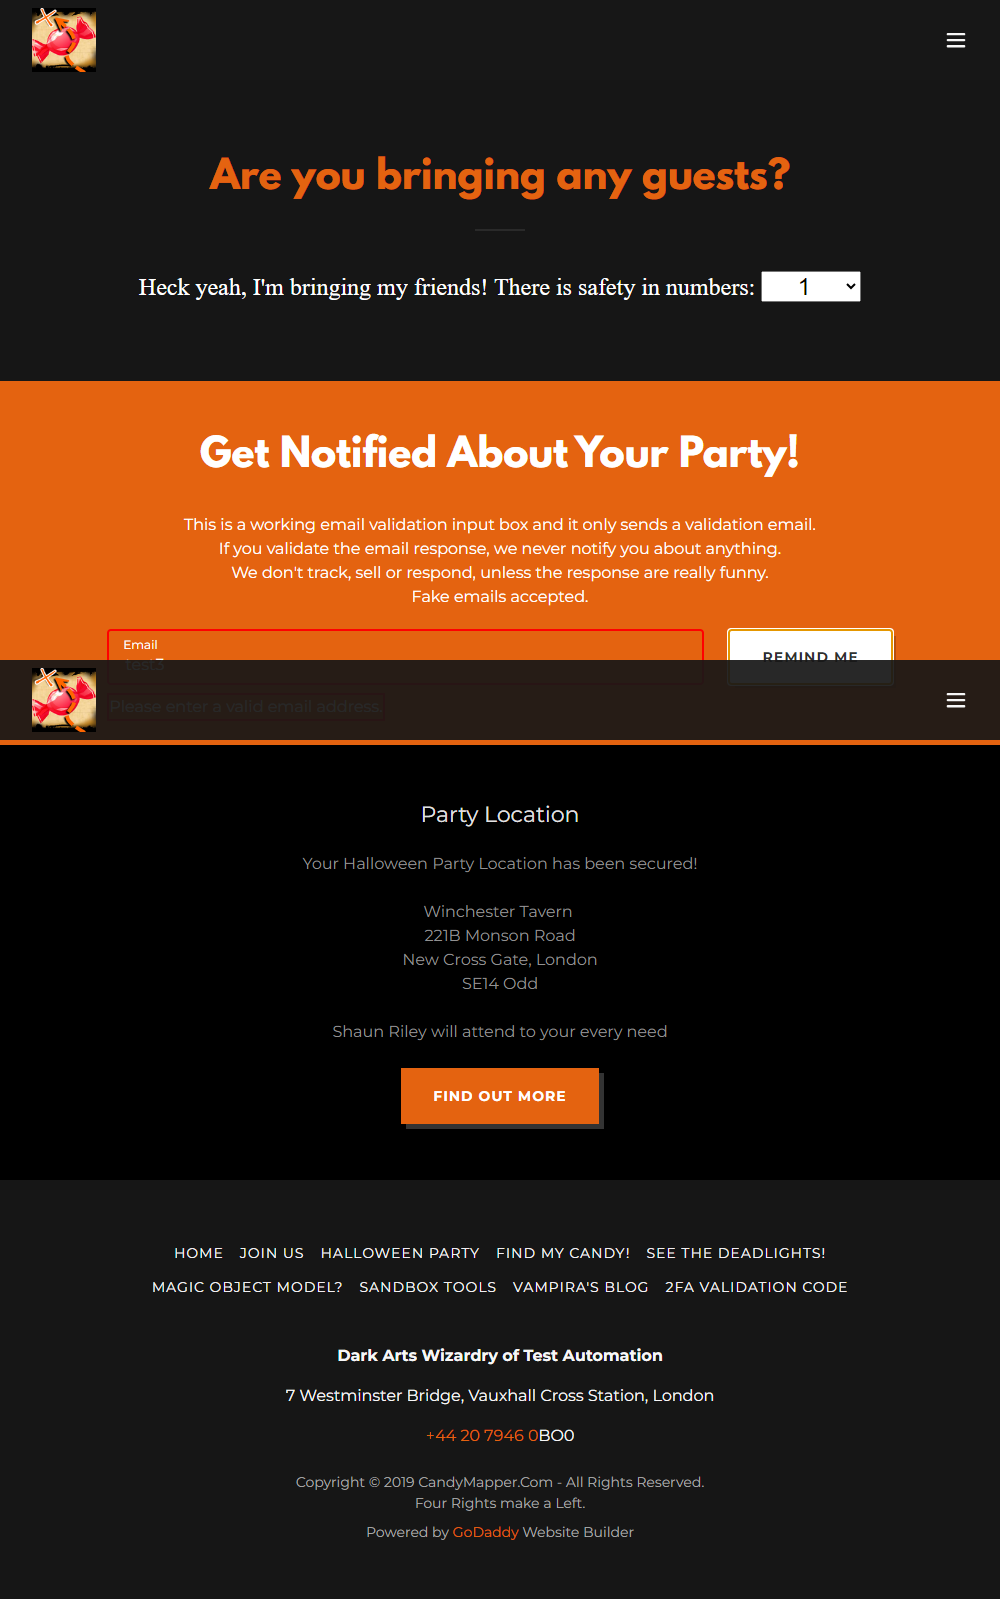 Are you bringing any guests?
Heck yeah, I'm bringing my friends! There is safety in numbers: 1
Get Notified About Your Party!
This is a working email validation input box and it only sends a validation email.
If you validate the email response, we never notify you about anything.
We don't track, sell or respond, unless the response are really funny.
Fake emails accepted.
Email
test3
REMIND ME
Please enter a valid email address.
Party Location
Your Halloween Party Location has been secured!
Winchester Tavern
221B Monson Road
New Cross Gate, London
SE14 Odd
Shaun Riley will attend to your every need
FIND OUT MORE
HOME JOIN US HALLOWEEN PARTY FIND MY CANDY! SEE THE DEADLIGHTS!
MAGIC OBJECT MODEL? SANDBOX TOOLS VAMPIRA'S BLOG 2FA VALIDATION CODE
Dark Arts Wizardry of Test Automation
7 Westminster Bridge, Vauxhall Cross Station, London
+44 20 7946 0BO0
Copyright © 2019 CandyMapper.Com - All Rights Reserved.
Four Rights make a Left.
Powered by GoDaddy Website Builder